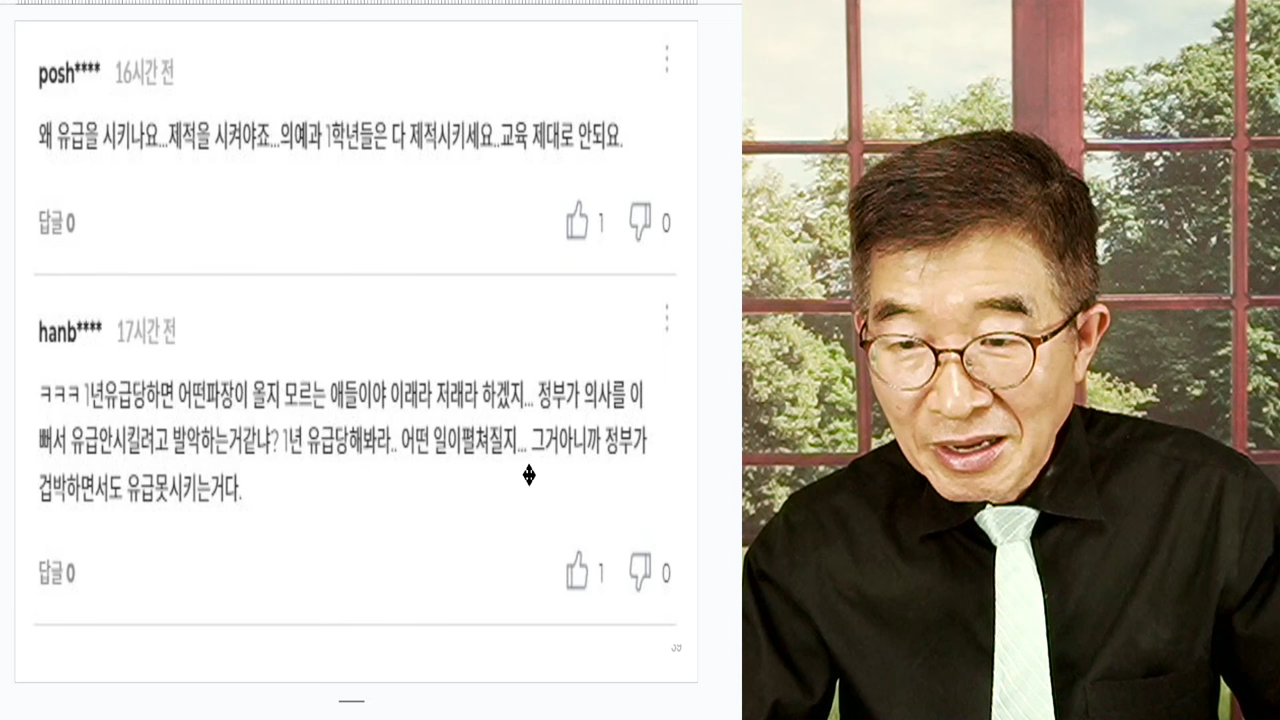 posh**** 16시간 전
왜 유급을 시키나요...제적을 시켜야죠...의예과 1학년들은 다 제적시키세요..교육 제대로 안되요.
답글 0 1 0
hanb**** 17시간 전
ㅋㅋㅋ 1년유급당하면 어떤파장이 올지 모르는 애들이야 이래라 저래라 하겠지... 정부가 의사를 이
뻐서 유급안시킬려고 발악하는거같냐? 1년 유급당해봐라.. 어떤 일이펼쳐질지... 그거아니까 정부가
겁박하면서도 유급못시키는거다.
답글 0 1 0
39